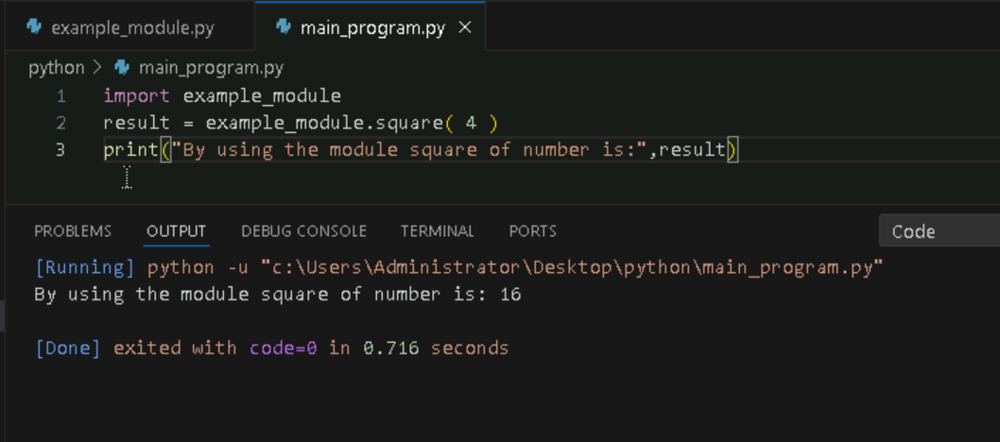 example_module.py main_program.py ×
python > main_program.py
1 import example_module
2 result = example_module.square( 4 )
3 print("By using the module square of number is:",result)
PROBLEMS OUTPUT DEBUG CONSOLE TERMINAL PORTS Code
[Running] python -u "c:\Users\Administrator\Desktop\python\main_program.py"
By using the module square of number is: 16
[Done] exited with code=0 in 0.716 seconds